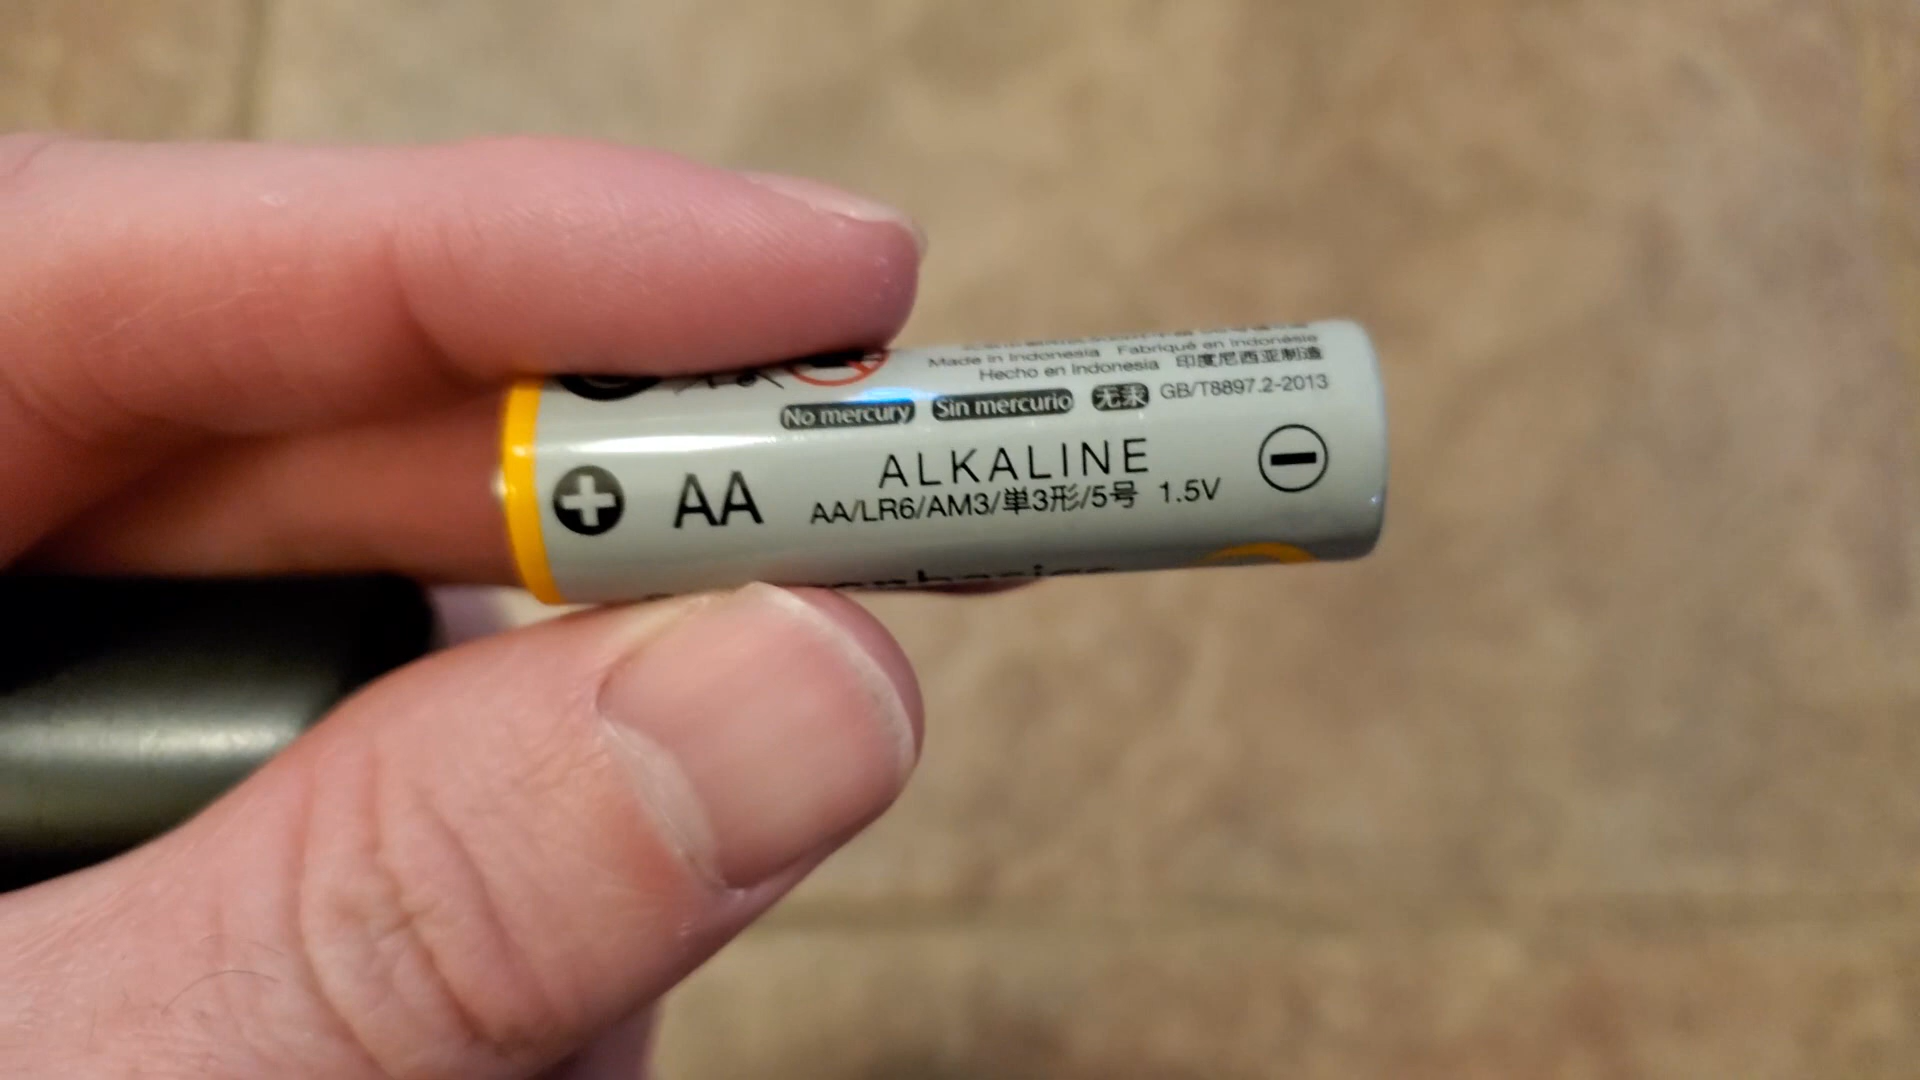 Made in Indonesia Fabriqué en Indonésie
Hecho en Indonesia 印度尼西亚制造
No mercury Sin mercurio 无汞 GB/T8897.2-2013
ALKALINE
AA AA/LR6/AM3/単3形/5号 1.5V